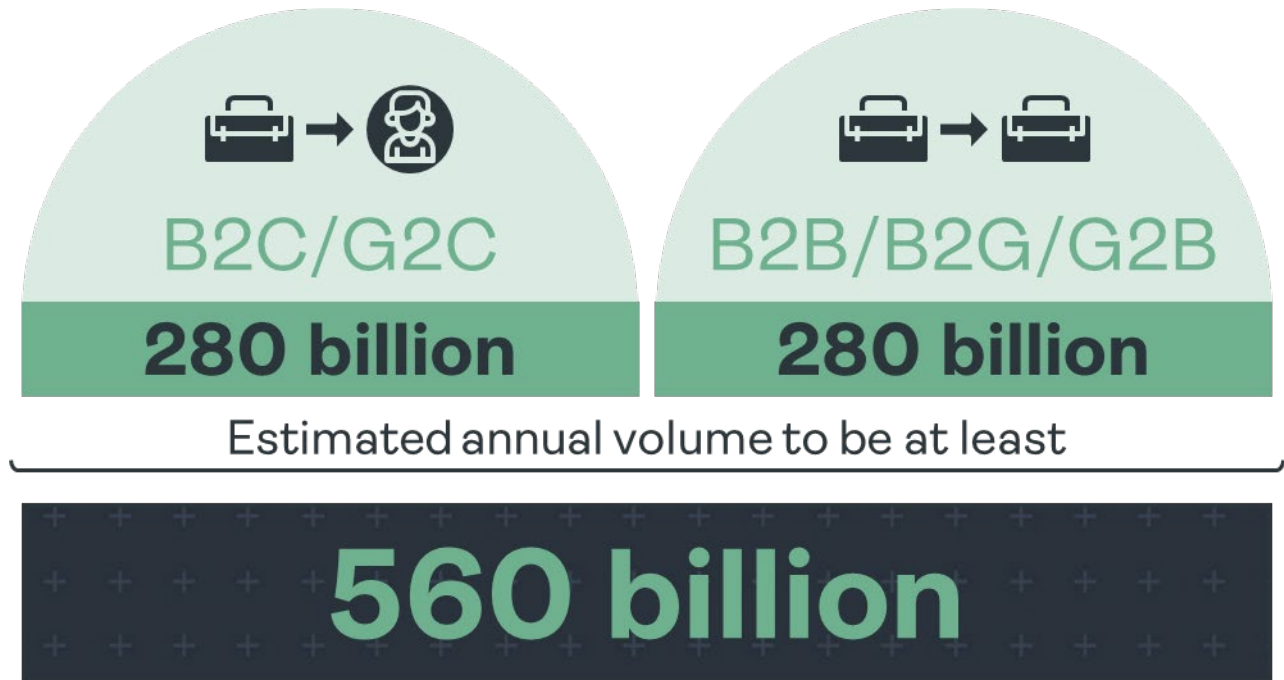 B2C/G2C
280 billion
B2B/B2G/G2B
280 billion
Estimated annual volume to be at least
560 billion